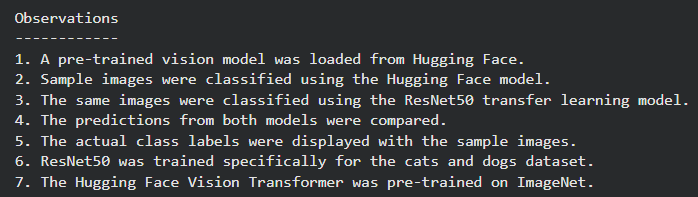 Observations
------------
1. A pre-trained vision model was loaded from Hugging Face.
2. Sample images were classified using the Hugging Face model.
3. The same images were classified using the ResNet50 transfer learning model.
4. The predictions from both models were compared.
5. The actual class labels were displayed with the sample images.
6. ResNet50 was trained specifically for the cats and dogs dataset.
7. The Hugging Face Vision Transformer was pre-trained on ImageNet.